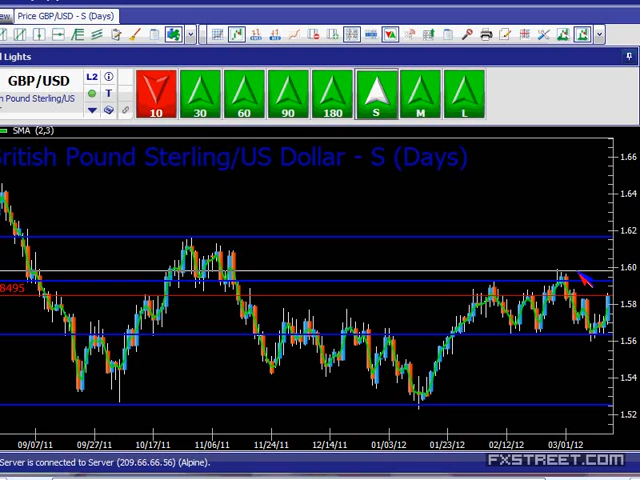 ew Price GBP/USD - S (Days)
d Lights
GBP/USD L2
d Pound Sterling/US T
10 30 60 90 180 S M L
SMA (2,3)
ritish Pound Sterling/US Dollar - S (Days)
1.66
1.64
1.62
1.60
8495
1.58
1.56
1.54
1.52
09/07/11 09/27/11 10/17/11 11/06/11 11/24/11 12/14/11 01/03/12 01/23/12 02/12/12 03/01/12
Server is connected to Server (209.66.66.56) (Alpine).
FXSTREET.COM